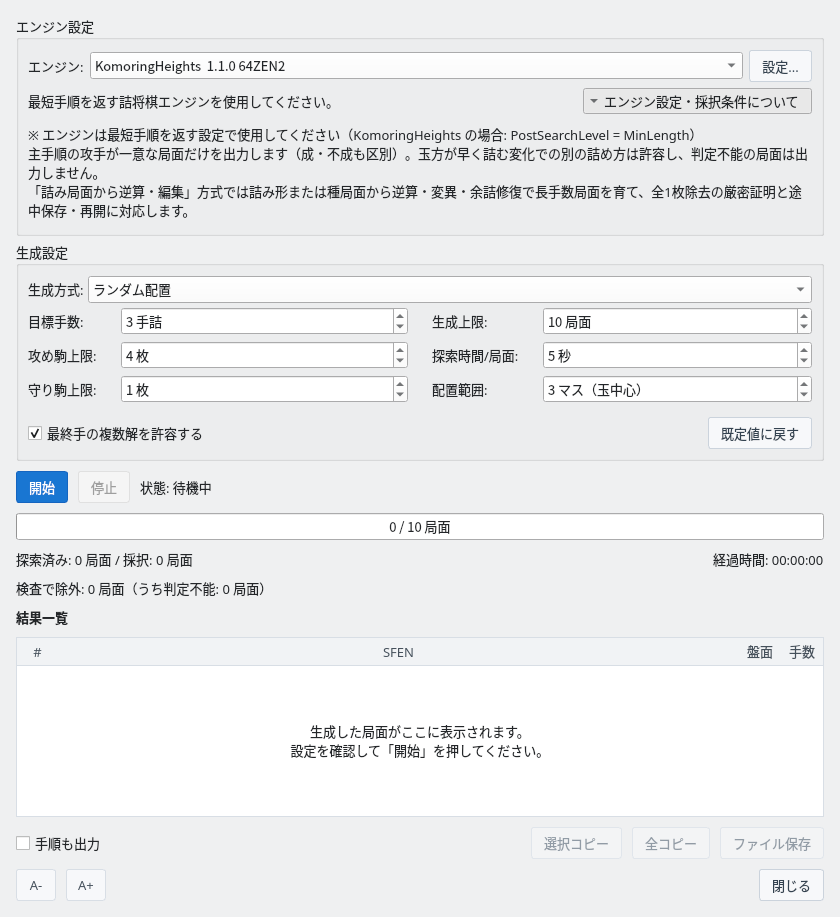 エンジン設定
エンジン: KomoringHeights 1.1.0 64ZEN2 設定...
最短手順を返す詰将棋エンジンを使用してください。 エンジン設定・採択条件について
※ エンジンは最短手順を返す設定で使用してください（KomoringHeights の場合: PostSearchLevel = MinLength）
主手順の攻手が一意な局面だけを出力します（成・不成も区別）。玉方が早く詰む変化での別の詰め方は許容し、判定不能の局面は出
力しません。
「詰み局面から逆算・編集」方式では詰み形または種局面から逆算・変異・余詰修復で長手数局面を育て、全1枚除去の厳密証明と途
中保存・再開に対応します。
生成設定
生成方式: ランダム配置
目標手数: 3 手詰 生成上限: 10 局面
攻め駒上限: 4 枚 探索時間/局面: 5 秒
守り駒上限: 1 枚 配置範囲: 3 マス（玉中心）
最終手の複数解を許容する 既定値に戻す
開始 停止 状態: 待機中
0 / 10 局面
探索済み: 0 局面 / 採択: 0 局面 経過時間: 00:00:00
検査で除外: 0 局面（うち判定不能: 0 局面）
結果一覧
# SFEN 盤面 手数
生成した局面がここに表示されます。
設定を確認して「開始」を押してください。
手順も出力 選択コピー 全コピー ファイル保存
A- A+ 閉じる